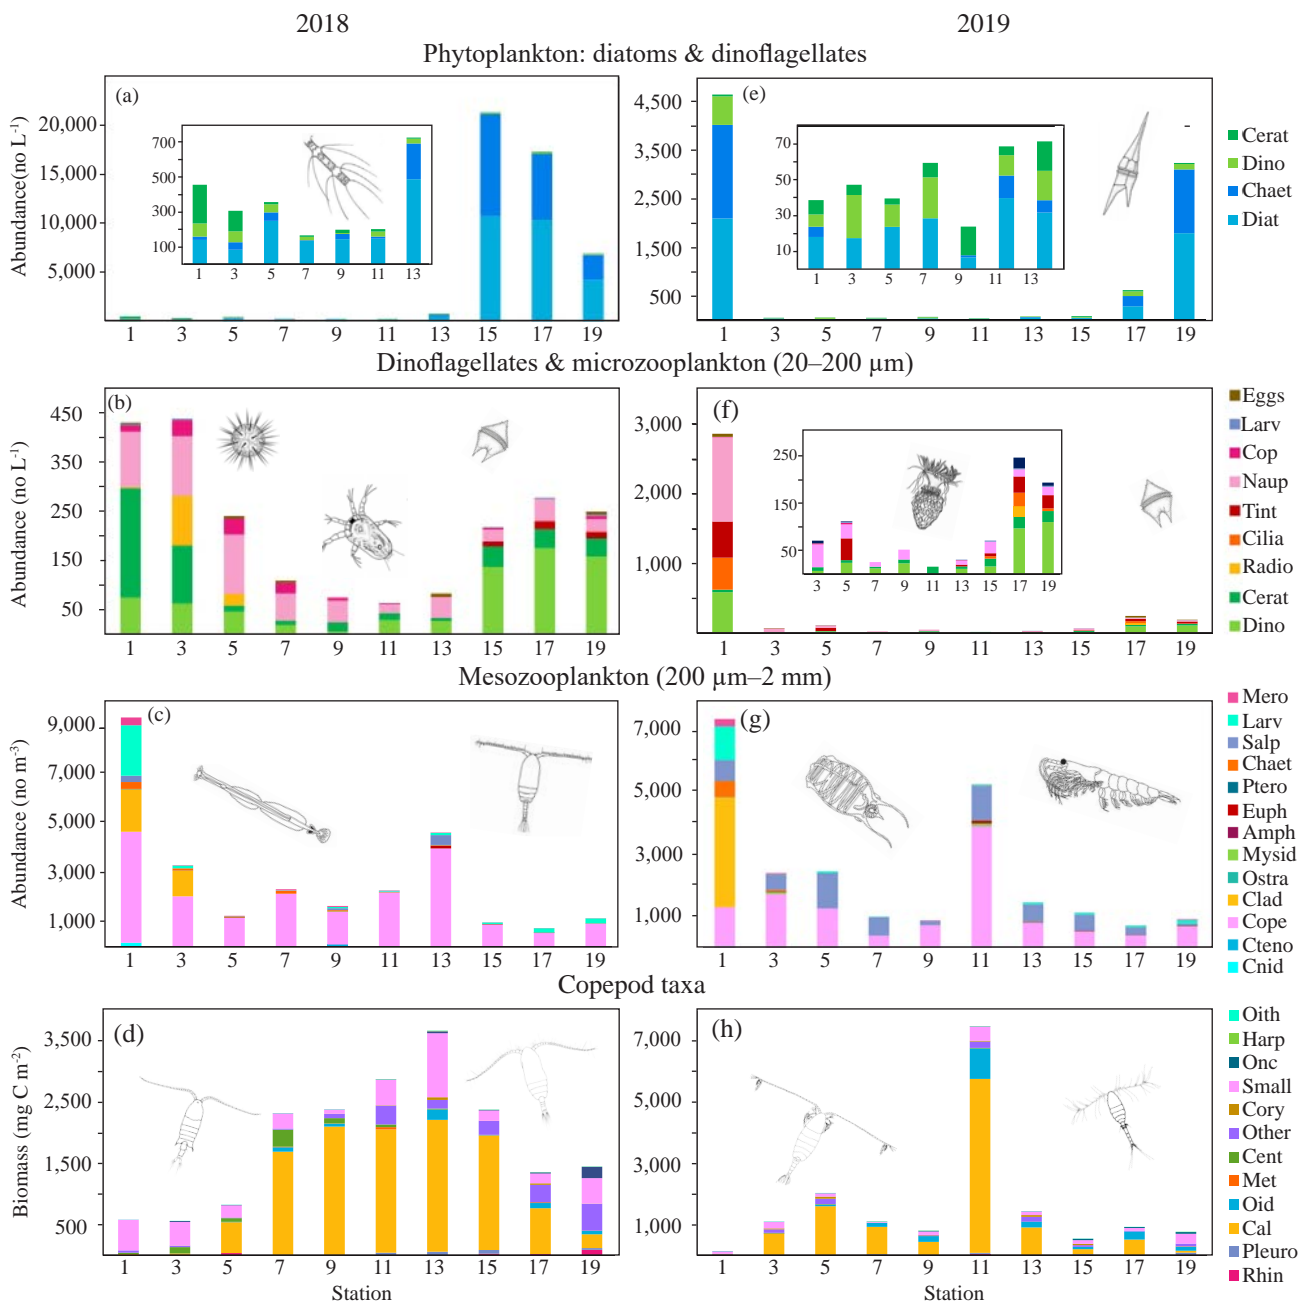 2018 2019
Phytoplankton: diatoms & dinoflagellates
(a)
Abundance(no L⁻¹)
20,000
15,000
10,000
5,000
700
500
300
100
1 3 5 7 9 11 13
1 3 5 7 9 11 13 15 17 19
(e)
4,500
3,500
2,500
1,500
500
70
50
30
10
1 3 5 7 9 11 13
1 3 5 7 9 11 13 15 17 19
Cerat
Dino
Chaet
Diat
Dinoflagellates & microzooplankton (20–200 µm)
(b)
Abundance (no L⁻¹)
450
350
250
150
50
1 3 5 7 9 11 13 15 17 19
(f)
3,000
2,000
1,000
250
150
50
3 5 7 9 11 13 15 17 19
1 3 5 7 9 11 13 15 17 19
Eggs
Larv
Cop
Naup
Tint
Cilia
Radio
Cerat
Dino
Mesozooplankton (200 µm–2 mm)
(c)
Abundance (no m⁻³)
9,000
7,000
5,000
3,000
1,000
1 3 5 7 9 11 13 15 17 19
(g)
7,000
5,000
3,000
1,000
1 3 5 7 9 11 13 15 17 19
Mero
Larv
Salp
Chaet
Ptero
Euph
Amph
Mysid
Ostra
Clad
Cope
Cteno
Cnid
Copepod taxa
(d)
Biomass (mg C m⁻²)
3,500
2,500
1,500
500
1 3 5 7 9 11 13 15 17 19
Station
(h)
7,000
5,000
3,000
1,000
1 3 5 7 9 11 13 15 17 19
Station
Oith
Harp
Onc
Small
Cory
Other
Cent
Met
Oid
Cal
Pleuro
Rhin